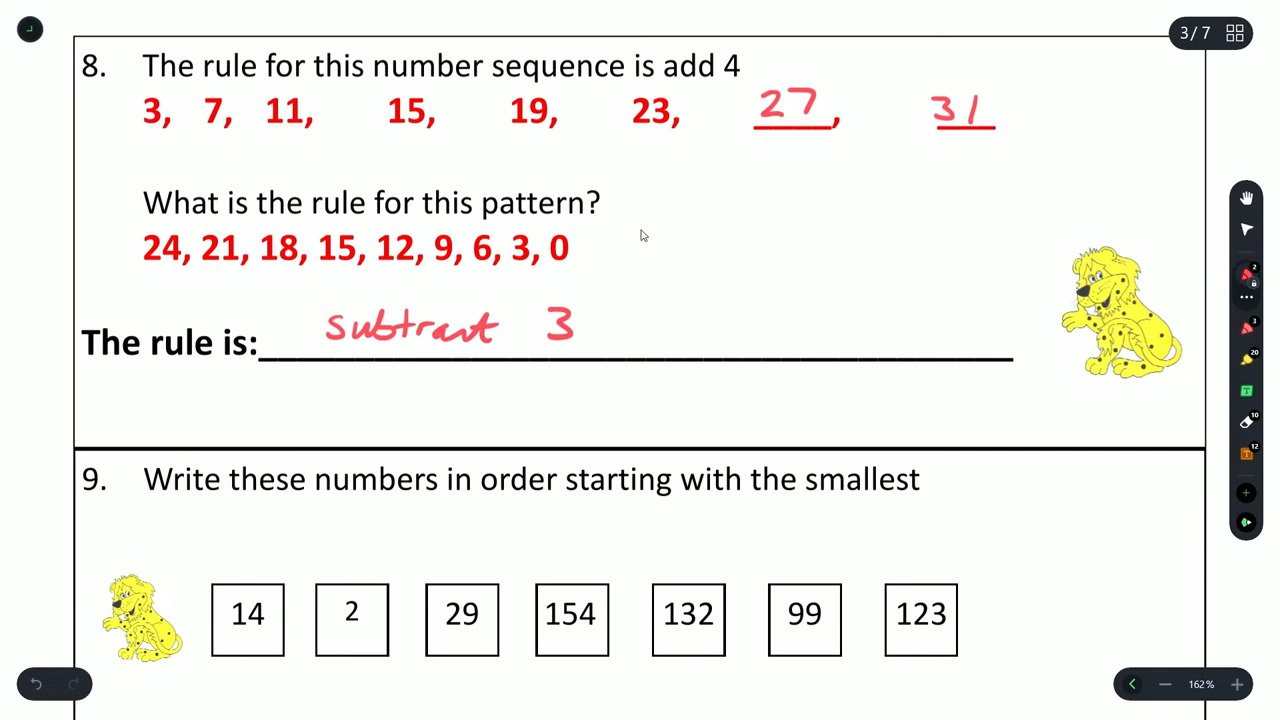 3/7
8. The rule for this number sequence is add 4
3, 7, 11, 15, 19, 23, 27, 31
What is the rule for this pattern?
24, 21, 18, 15, 12, 9, 6, 3, 0
The rule is: subtract 3
9. Write these numbers in order starting with the smallest
14 2 29 154 132 99 123
162%